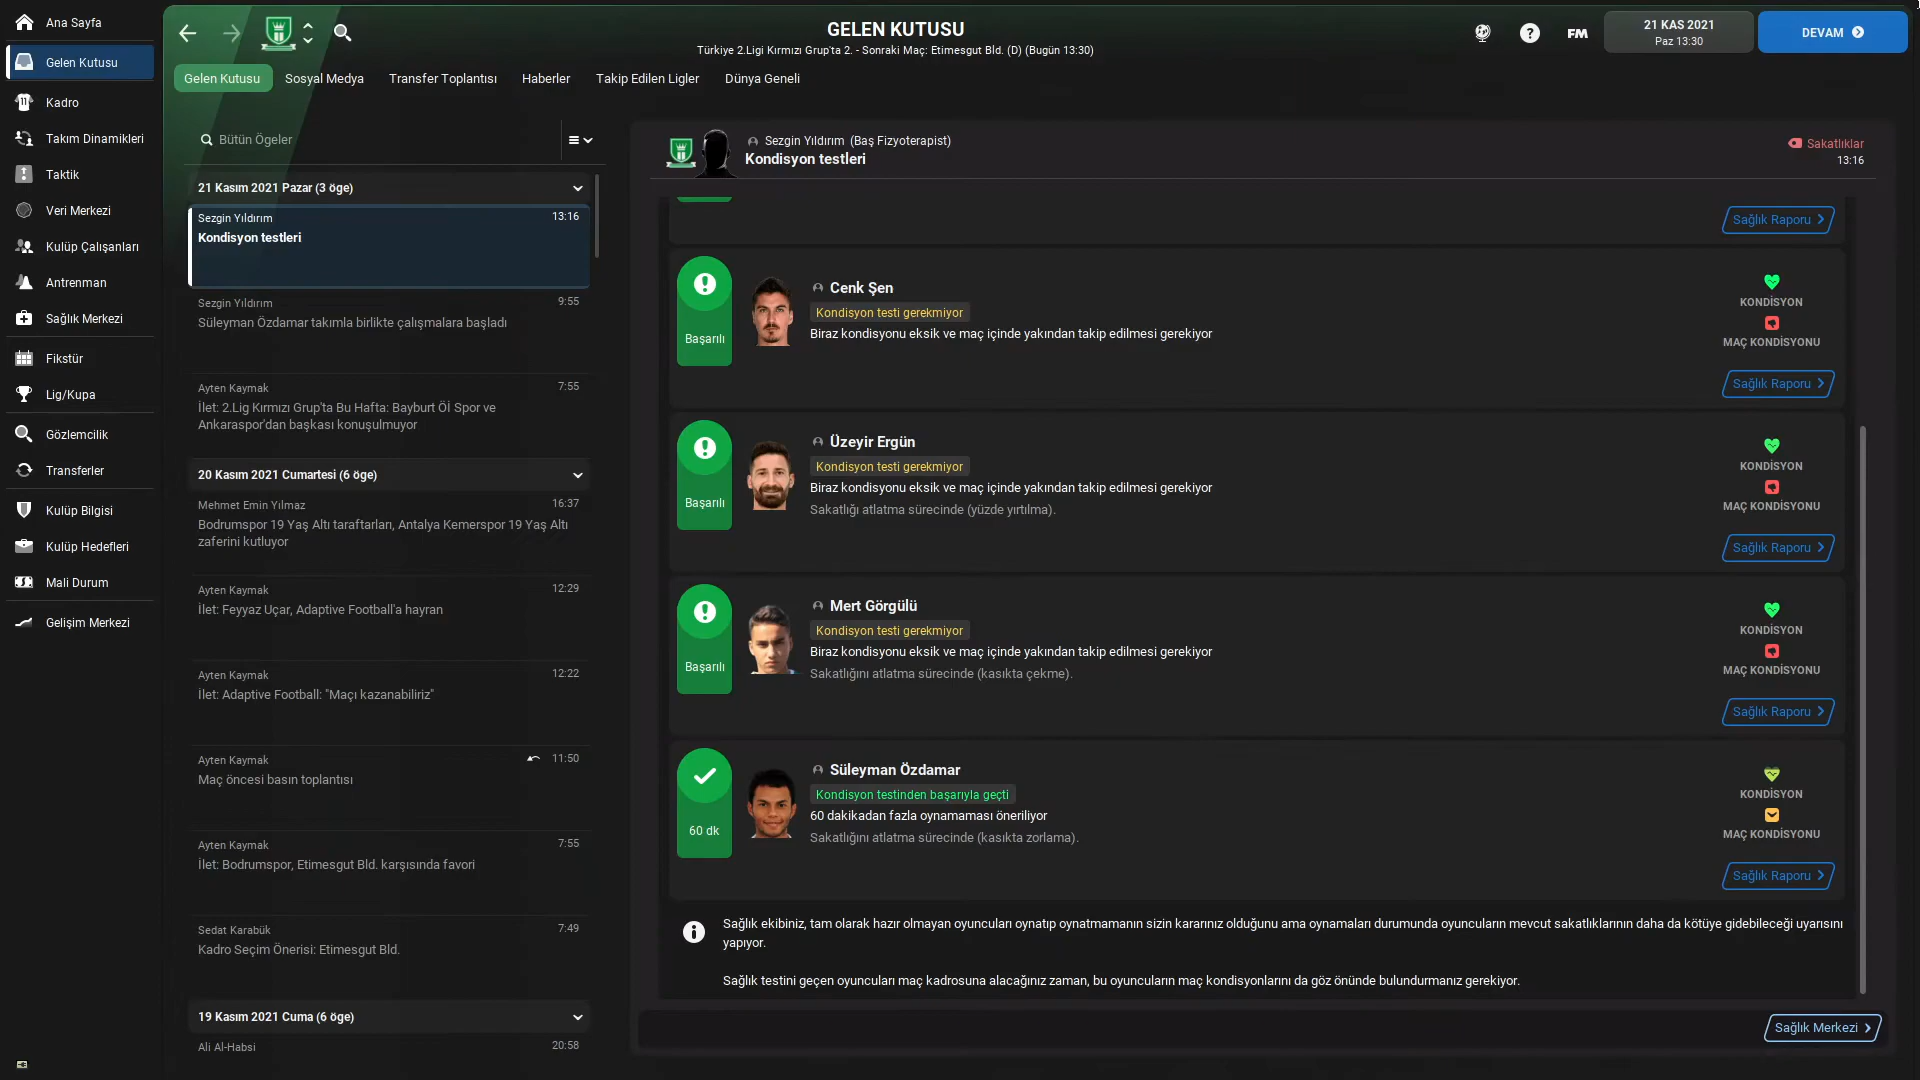 Ana Sayfa
Gelen Kutusu
Kadro
Takım Dinamikleri
Taktik
Veri Merkezi
Kulüp Çalışanları
Antrenman
Sağlık Merkezi
Fikstür
Lig/Kupa
Gözlemcilik
Transferler
Kulüp Bilgisi
Kulüp Hedefleri
Mali Durum
Gelişim Merkezi
GELEN KUTUSU
Türkiye 2.Ligi Kırmızı Grup'ta 2. - Sonraki Maç: Etimesgut Bld. (D) (Bugün 13:30)
FM
21 KAS 2021
Paz 13:30
DEVAM
Gelen Kutusu
Sosyal Medya
Transfer Toplantısı
Haberler
Takip Edilen Ligler
Dünya Geneli
Bütün Ögeler
21 Kasım 2021 Pazar (3 öge)
Sezgin Yıldırım 13:16
Kondisyon testleri
Sezgin Yıldırım 9:55
Süleyman Özdamar takımla birlikte çalışmalara başladı
Ayten Kaymak 7:55
İlet: 2.Lig Kırmızı Grup'ta Bu Hafta: Bayburt Öİ Spor ve
Ankaraspor'dan başkası konuşulmuyor
20 Kasım 2021 Cumartesi (6 öge)
Mehmet Emin Yılmaz 16:37
Bodrumspor 19 Yaş Altı taraftarları, Antalya Kemerspor 19 Yaş Altı
zaferini kutluyor
Ayten Kaymak 12:29
İlet: Feyyaz Uçar, Adaptive Football'a hayran
Ayten Kaymak 12:22
İlet: Adaptive Football: "Maçı kazanabiliriz"
Ayten Kaymak 11:50
Maç öncesi basın toplantısı
Ayten Kaymak 7:55
İlet: Bodrumspor, Etimesgut Bld. karşısında favori
Sedat Karabük 7:49
Kadro Seçim Önerisi: Etimesgut Bld.
19 Kasım 2021 Cuma (6 öge)
Ali Al-Habsi 20:58
Sezgin Yıldırım (Baş Fizyoterapist)
Kondisyon testleri
Sakatlıklar
13:16
Sağlık Raporu
Başarılı
Cenk Şen
Kondisyon testi gerekmiyor
Biraz kondisyonu eksik ve maç içinde yakından takip edilmesi gerekiyor
KONDİSYON
MAÇ KONDİSYONU
Sağlık Raporu
Başarılı
Üzeyir Ergün
Kondisyon testi gerekmiyor
Biraz kondisyonu eksik ve maç içinde yakından takip edilmesi gerekiyor
Sakatlığı atlatma sürecinde (yüzde yırtılma).
KONDİSYON
MAÇ KONDİSYONU
Sağlık Raporu
Başarılı
Mert Görgülü
Kondisyon testi gerekmiyor
Biraz kondisyonu eksik ve maç içinde yakından takip edilmesi gerekiyor
Sakatlığını atlatma sürecinde (kasıkta çekme).
KONDİSYON
MAÇ KONDİSYONU
Sağlık Raporu
60 dk
Süleyman Özdamar
Kondisyon testinden başarıyla geçti
60 dakikadan fazla oynamaması öneriliyor
Sakatlığını atlatma sürecinde (kasıkta zorlama).
KONDİSYON
MAÇ KONDİSYONU
Sağlık Raporu
Sağlık ekibiniz, tam olarak hazır olmayan oyuncuları oynatıp oynatmamanın sizin kararınız olduğunu ama oynamaları durumunda oyuncuların mevcut sakatlıklarının daha da kötüye gidebileceği uyarısını
yapıyor.
Sağlık testini geçen oyuncuları maç kadrosuna alacağınız zaman, bu oyuncuların maç kondisyonlarını da göz önünde bulundurmanız gerekiyor.
Sağlık Merkezi